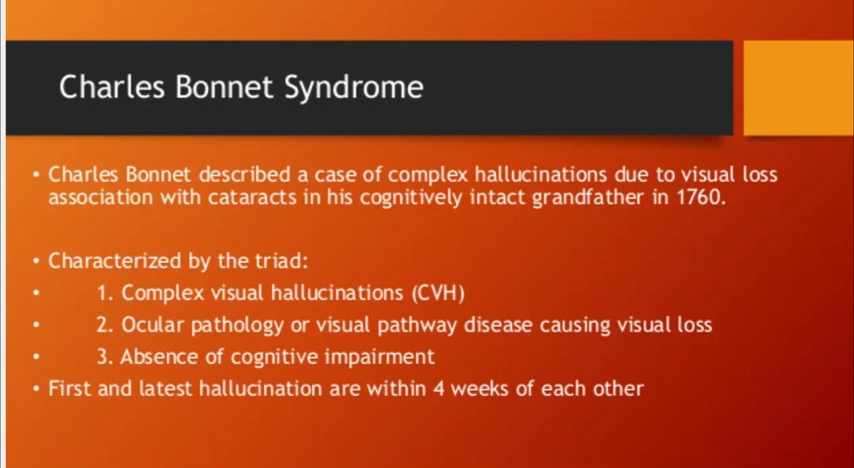 Charles Bonnet Syndrome
• Charles Bonnet described a case of complex hallucinations due to visual loss
association with cataracts in his cognitively intact grandfather in 1760.
• Characterized by the triad:
• 1. Complex visual hallucinations (CVH)
• 2. Ocular pathology or visual pathway disease causing visual loss
• 3. Absence of cognitive impairment
• First and latest hallucination are within 4 weeks of each other